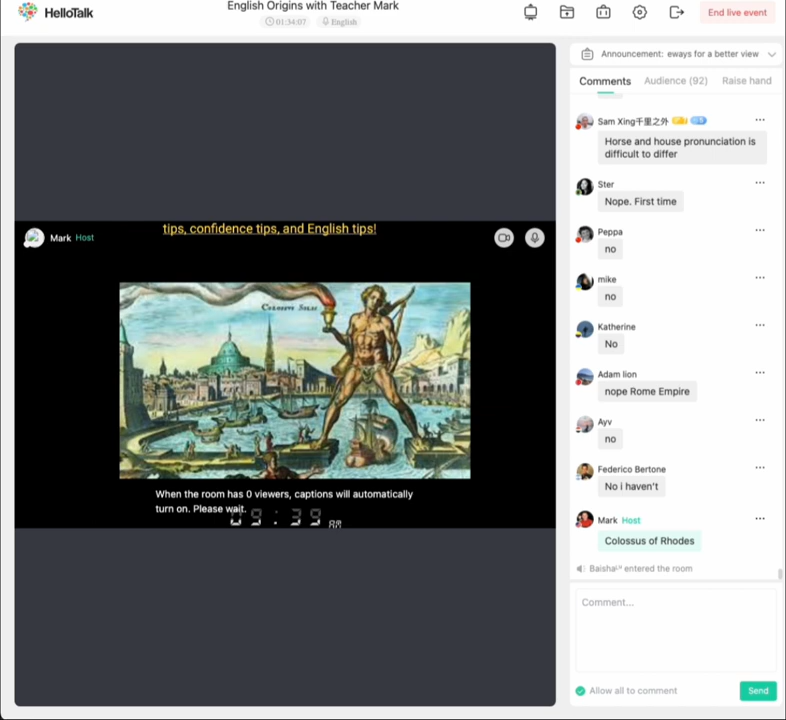 HelloTalk
English Origins with Teacher Mark
01:34:07
English
End live event
Announcement: eways for a better view
Comments
Audience (92)
Raise hand
Sam Xing千里之外
Horse and house pronunciation is
difficult to differ
Ster
Nope. First time
Peppa
no
mike
no
Katherine
No
Adam lion
nope Rome Empire
Ayv
no
Federico Bertone
No i haven't
Mark Host
Colossus of Rhodes
entered the room
Comment...
Allow all to comment
Send
tips, confidence tips, and English tips!
Mark Host
Colossus Solis
When the room has 0 viewers, captions will automatically
turn on. Please wait.
09:39